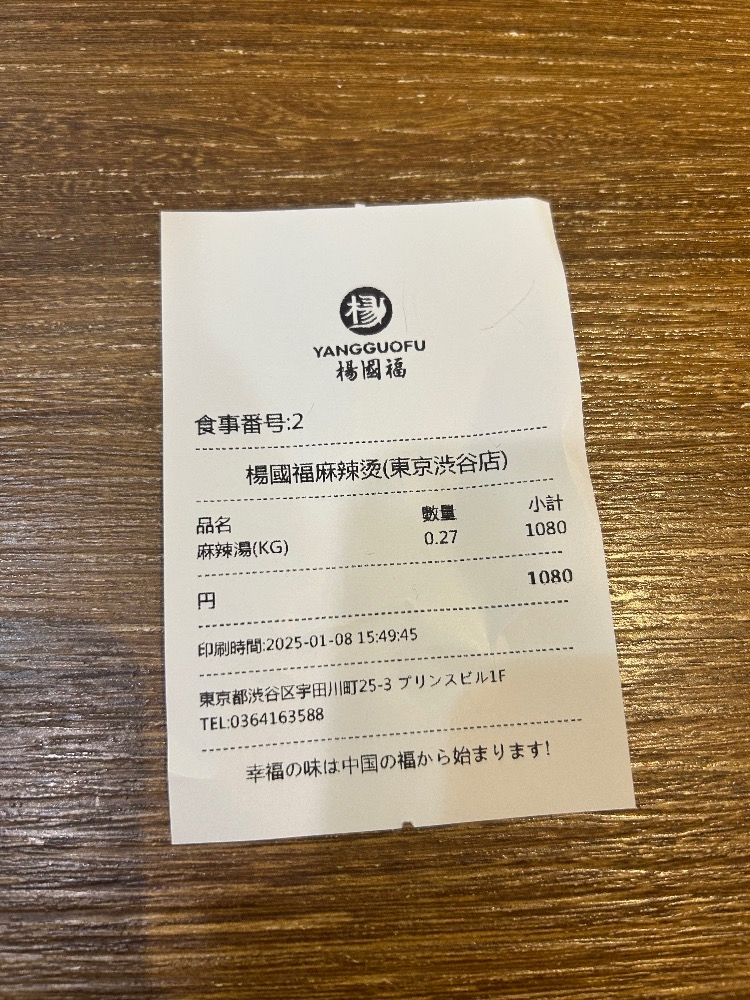 楊
YANGGUOFU
楊國福
食事番号:2
楊國福麻辣烫(東京渋谷店)
品名 數量 小計
麻辣湯(KG) 0.27 1080
円 1080
印刷時間:2025-01-08 15:49:45
東京都渋谷区宇田川町25-3 プリンスビル1F
TEL:0364163588
幸福の味は中国の福から始まります!